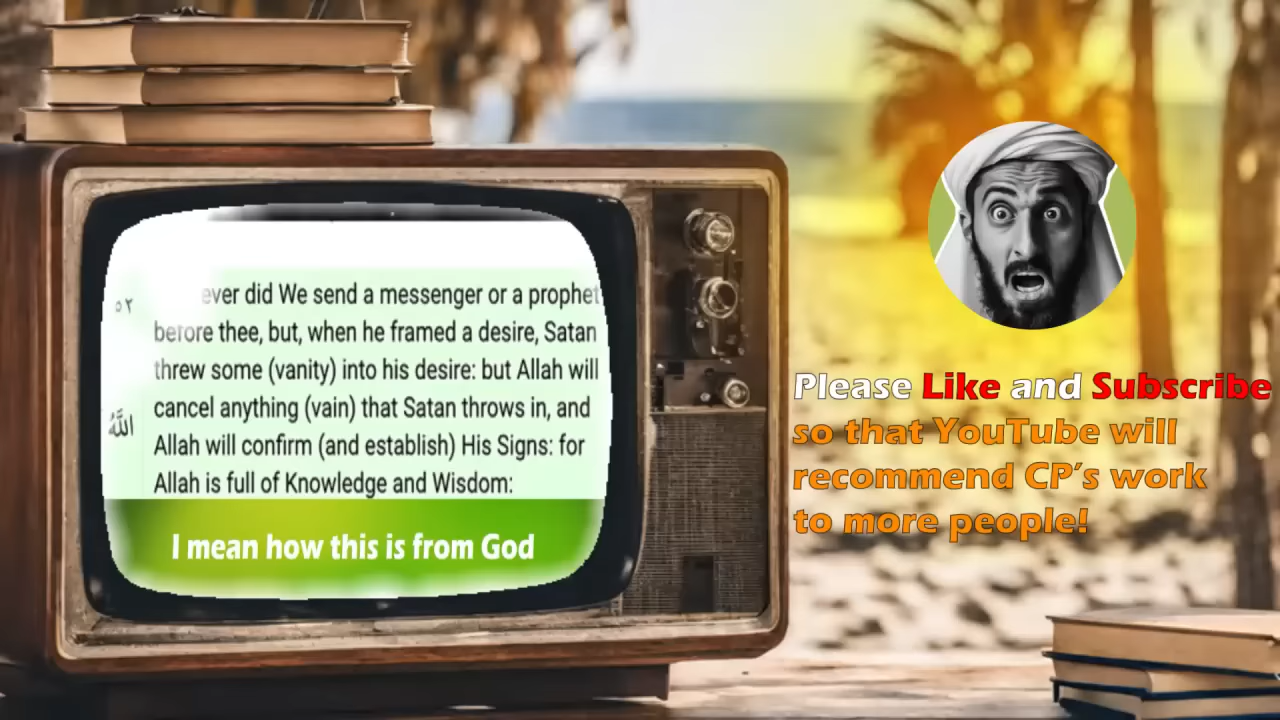 ٥٢
ever did We send a messenger or a prophet
before thee, but, when he framed a desire, Satan
threw some (vanity) into his desire: but Allah will
cancel anything (vain) that Satan throws in, and
اللَّهُ
Allah will confirm (and establish) His Signs: for
Allah is full of Knowledge and Wisdom:
I mean how this is from God
Please Like and Subscribe
so that YouTube will
recommend CP's work
to more people!